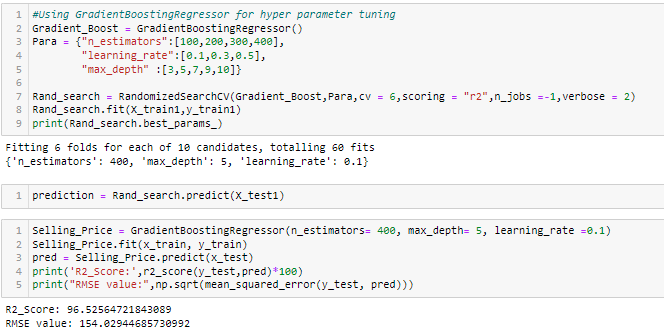 1 #Using GradientBoostingRegressor for hyper parameter tuning
2 Gradient_Boost = GradientBoostingRegressor()
3 Para = {"n_estimators":[100,200,300,400],
4 "learning_rate":[0.1,0.3,0.5],
5 "max_depth" :[3,5,7,9,10]}
6
7 Rand_search = RandomizedSearchCV(Gradient_Boost,Para,cv = 6,scoring = "r2",n_jobs =-1,verbose = 2)
8 Rand_search.fit(X_train1,y_train1)
9 print(Rand_search.best_params_)
Fitting 6 folds for each of 10 candidates, totalling 60 fits
{'n_estimators': 400, 'max_depth': 5, 'learning_rate': 0.1}
1 prediction = Rand_search.predict(X_test1)
1 Selling_Price = GradientBoostingRegressor(n_estimators= 400, max_depth= 5, learning_rate =0.1)
2 Selling_Price.fit(x_train, y_train)
3 pred = Selling_Price.predict(x_test)
4 print('R2_Score:',r2_score(y_test,pred)*100)
5 print("RMSE value:",np.sqrt(mean_squared_error(y_test, pred)))
R2_Score: 96.52564721843089
RMSE value: 154.02944685730992